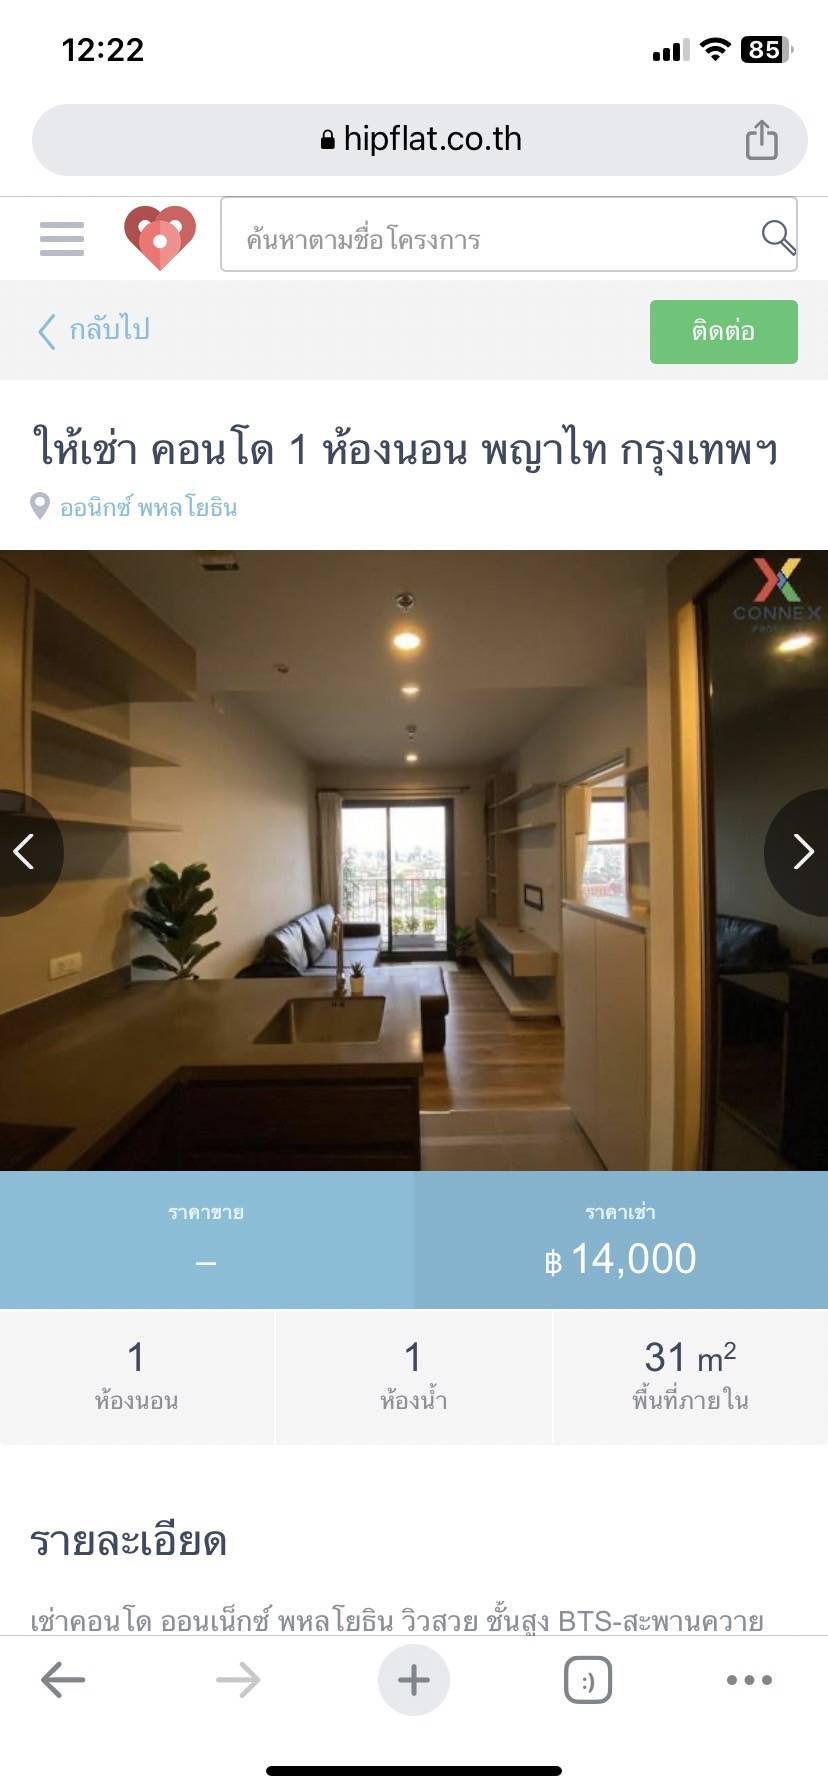 12:22
85
hipflat.co.th
ค้นหาตามชื่อโครงการ
กลับไป
ติดต่อ
ให้เช่า คอนโด 1 ห้องนอน พญาไท กรุงเทพฯ
ออนิกซ์ พหลโยธิน
CONNEX
ราคาขาย
–
ราคาเช่า
฿ 14,000
1
ห้องนอน
1
ห้องน้ำ
31 m²
พื้นที่ภายใน
รายละเอียด
เช่าคอนโด ออนเน็กซ์ พหลโยธิน วิวสวย ชั้นสูง BTS-สะพานควาย
:)